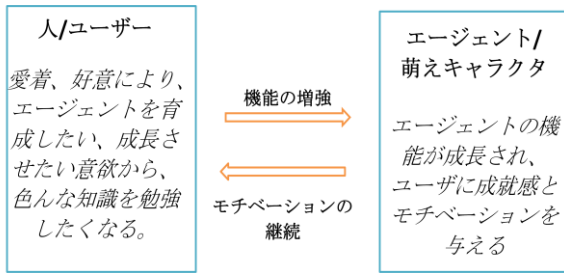 人/ユーザー
愛着、好意により、
エージェントを育
成したい、成長さ
せたい意欲から、
色んな知識を勉強
したくなる。
機能の増強
モチベーションの
継続
エージェント/
萌えキャラクタ
エージェントの機
能が成長され、
ユーザに成就感と
モチベーションを
与える